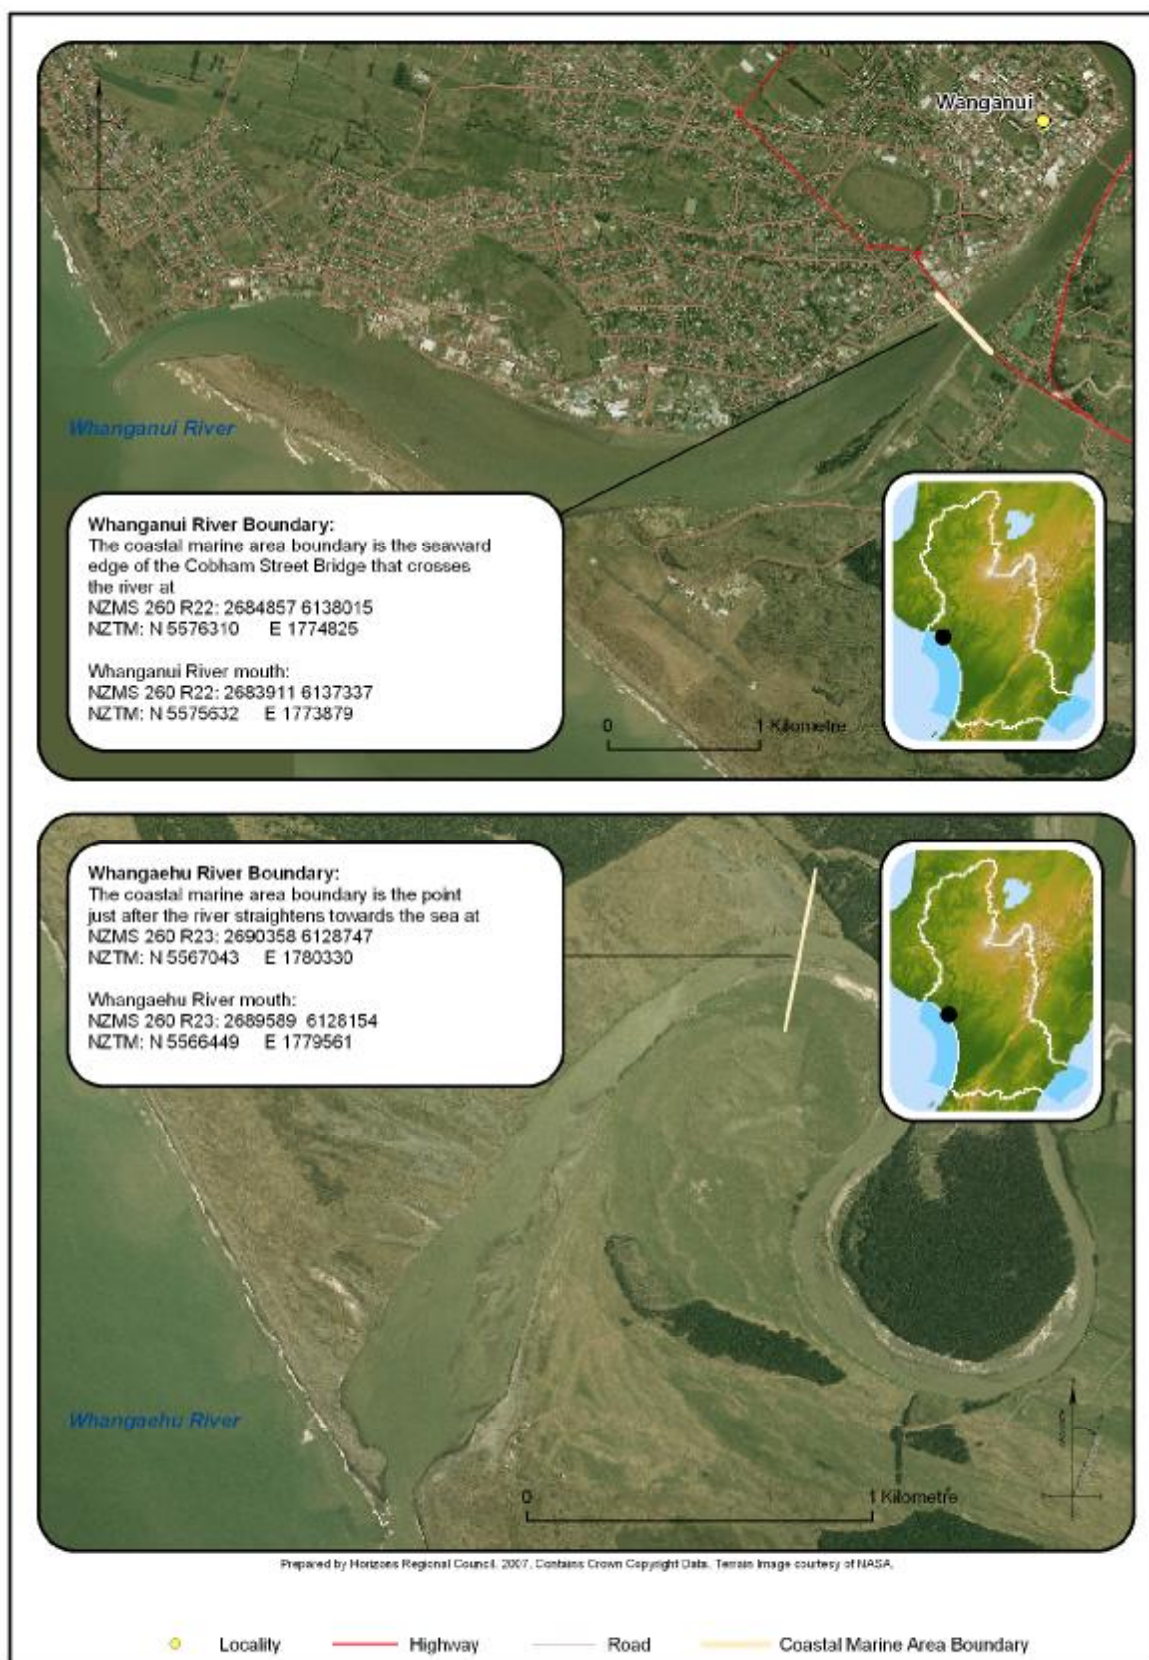 Wanganui
Whanganui River
Whanganui River Boundary:
The coastal marine area boundary is the seaward
edge of the Cobham Street Bridge that crosses
the river at
NZMS 260 R22: 2684857 6138015
NZTM: N 5576310 E 1774825
Whanganui River mouth:
NZMS 260 R22: 2683911 6137337
NZTM: N 5575632 E 1773879
0 1 Kilometre
Whangaehu River Boundary:
The coastal marine area boundary is the point
just after the river straightens towards the sea at
NZMS 260 R23: 2690358 6128747
NZTM: N 5567043 E 1780330
Whangaehu River mouth:
NZMS 260 R23: 2689589 6128154
NZTM: N 5566449 E 1779561
Whangaehu River
0 1 Kilometre
Prepared by Horizons Regional Council. 2007. Contains Crown Copyright Data. Terrain Image courtesy of NASA.
Locality Highway Road Coastal Marine Area Boundary